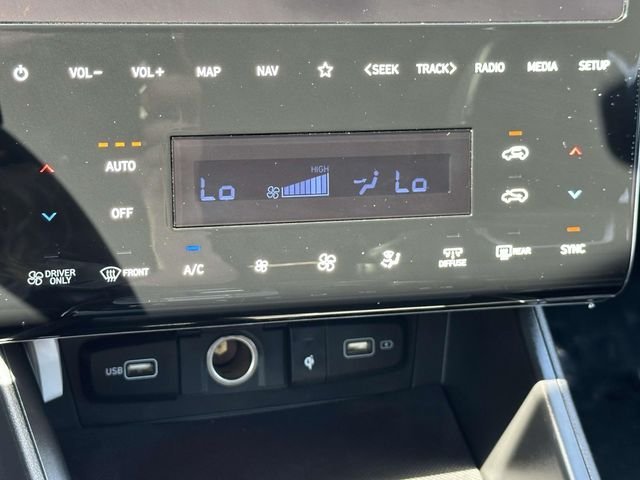 VOL− VOL+ MAP NAV <SEEK TRACK> RADIO MEDIA SETUP
AUTO
HIGH
Lo Lo
OFF
DRIVER ONLY FRONT A/C DIFFUSE REAR SYNC
USB